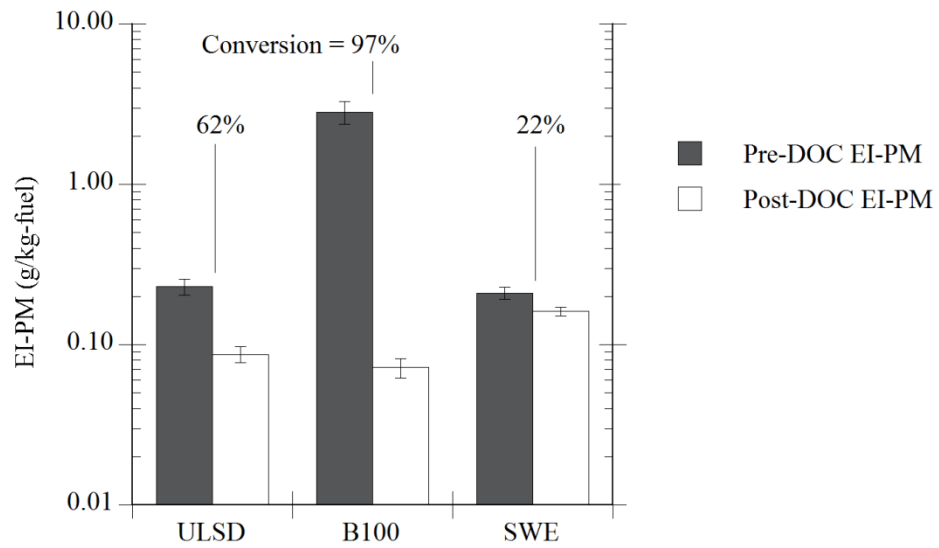 10.00
Conversion = 97%
62%
22%
Pre-DOC EI-PM
1.00
Post-DOC EI-PM
EI-PM (g/kg-fuel)
0.10
0.01
ULSD
B100
SWE